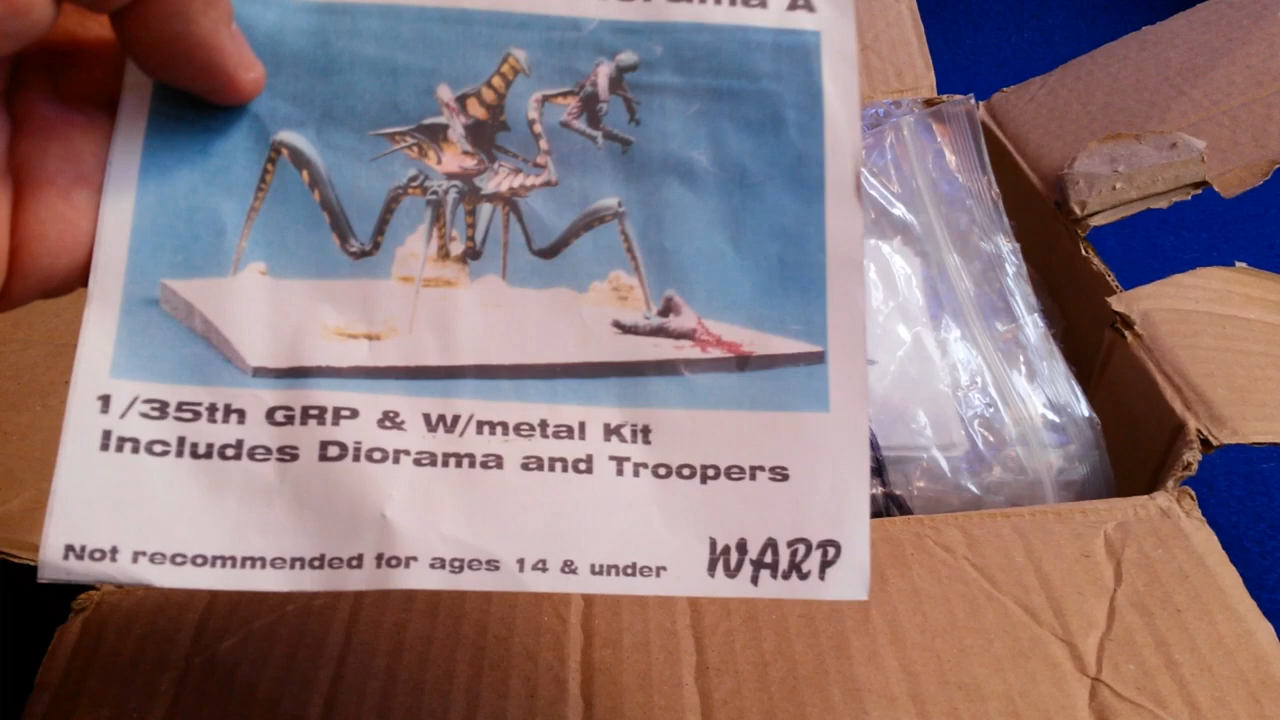 A
1/35th GRP & W/metal Kit
Includes Diorama and Troopers
Not recommended for ages 14 & under
WARP